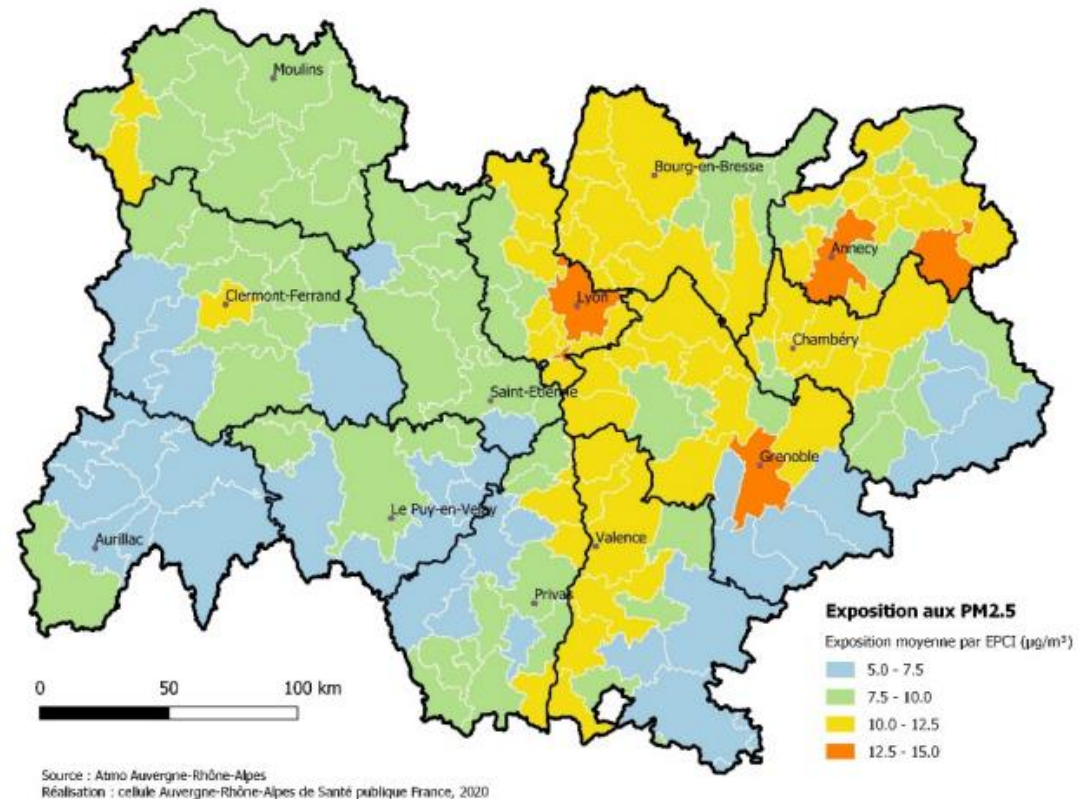 Moulins
Bourg-en-Bresse
Annecy
Clermont-Ferrand
Lyon
Chambéry
Saint-Etienne
Grenoble
Le Puy-en-Velay
Aurillac
Valence
Privas
Exposition aux PM2.5
Exposition moyenne par EPCI (µg/m³)
5.0 - 7.5
7.5 - 10.0
10.0 - 12.5
12.5 - 15.0
0 50 100 km
Source : Atmo Auvergne-Rhône-Alpes
Réalisation : cellule Auvergne-Rhône-Alpes de Santé publique France, 2020